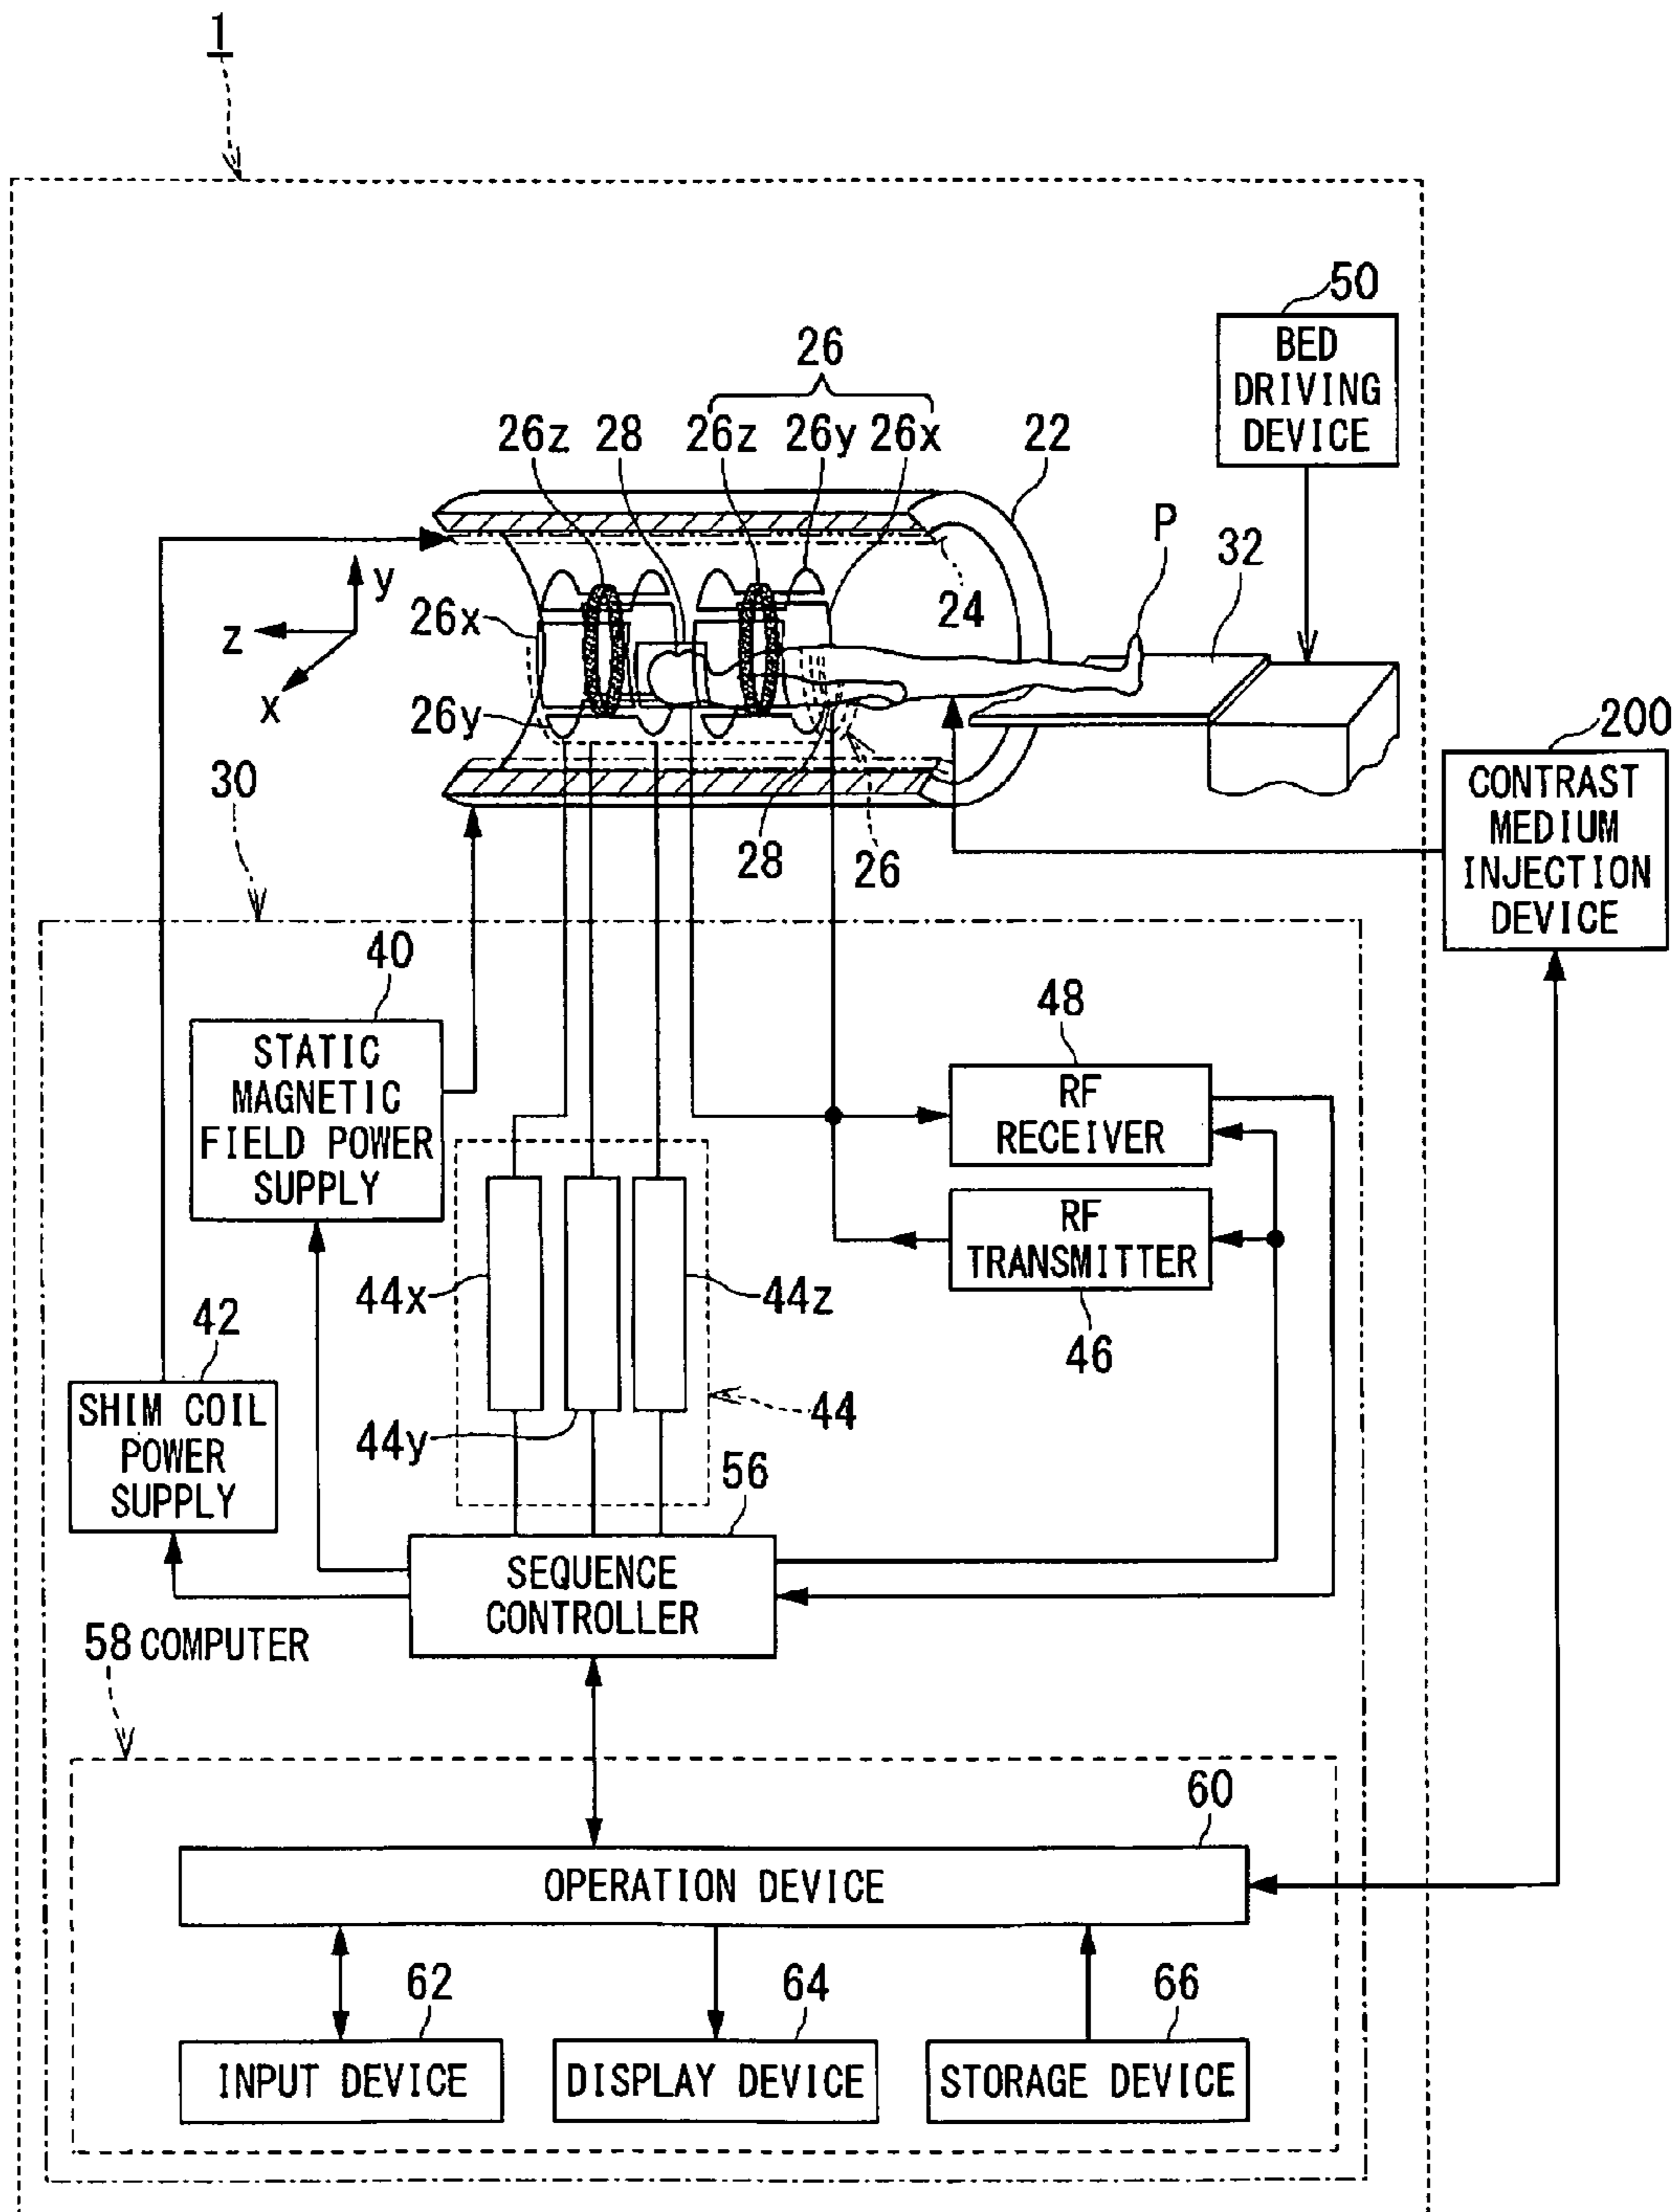 1
50
BED
DRIVING
DEVICE
26
26z 28 26z 26y 26x 22
P
32
24
y
z
x
26x
26y
200
CONTRAST
MEDIUM
INJECTION
DEVICE
30
28
26
40
STATIC
MAGNETIC
FIELD POWER
SUPPLY
48
RF
RECEIVER
RF
TRANSMITTER
46
44x
44z
44y
44
42
SHIM COIL
POWER
SUPPLY
56
SEQUENCE
CONTROLLER
58 COMPUTER
60
OPERATION DEVICE
62
INPUT DEVICE
64
DISPLAY DEVICE
66
STORAGE DEVICE